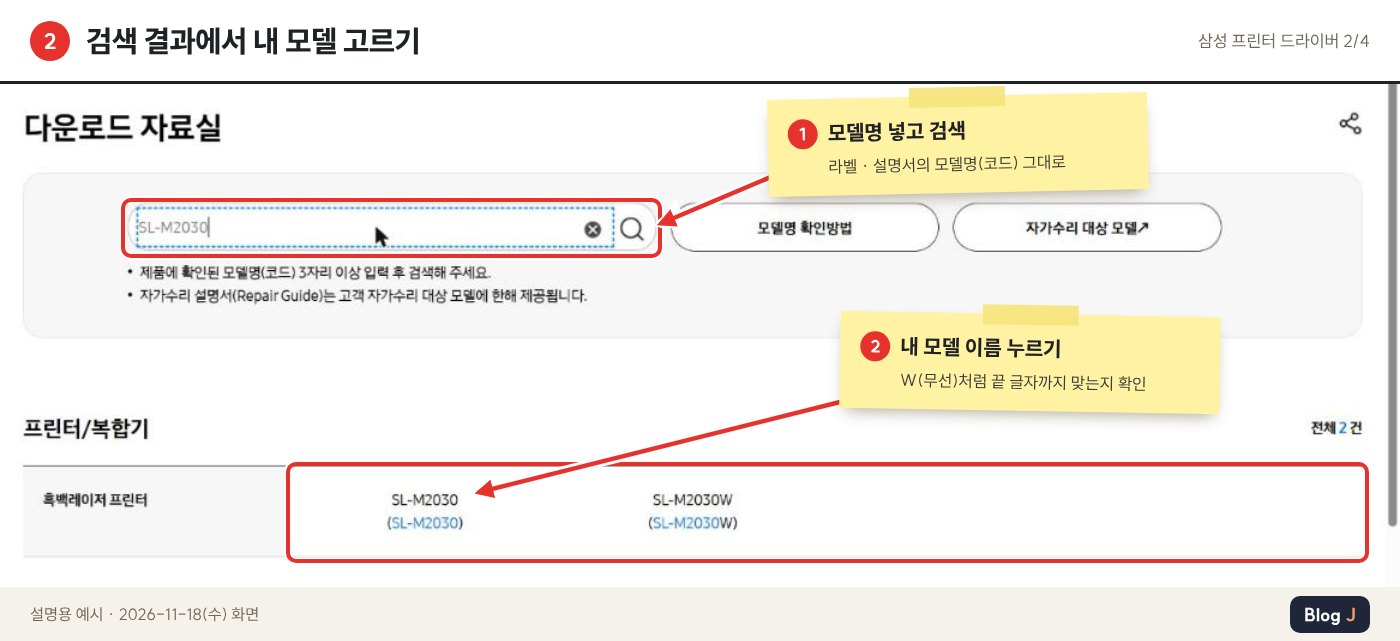 2 검색 결과에서 내 모델 고르기
삼성 프린터 드라이버 2/4
다운로드 자료실
1 모델명 넣고 검색
라벨 · 설명서의 모델명(코드) 그대로
SL-M2030
모델명 확인방법
자가수리 대상 모델↗
• 제품에 확인된 모델명(코드) 3자리 이상 입력 후 검색해 주세요.
• 자가수리 설명서(Repair Guide)는 고객 자가수리 대상 모델에 한해 제공됩니다.
2 내 모델 이름 누르기
W(무선)처럼 끝 글자까지 맞는지 확인
프린터/복합기
전체 2 건
흑백레이저 프린터
SL-M2030
(SL-M2030)
SL-M2030W
(SL-M2030W)
설명용 예시 · 2026-11-18(수) 화면
Blog J